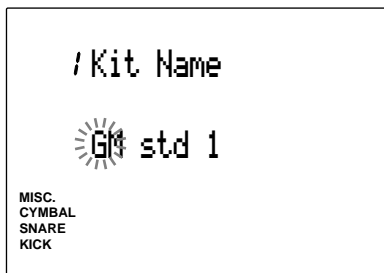 1 Kit Name
GM std 1
MISC.
CYMBAL
SNARE
KICK